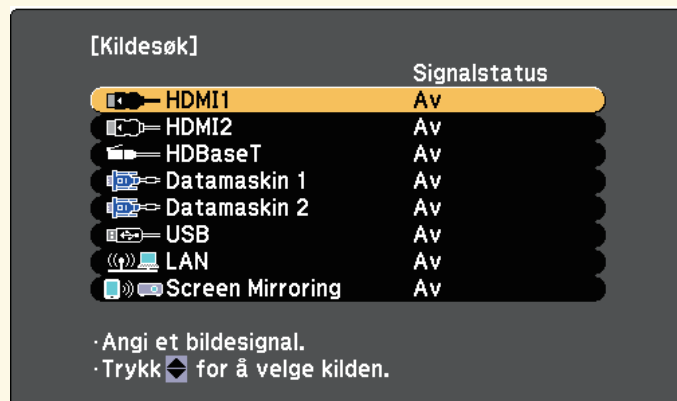 [Kildesøk]
Signalstatus
HDMI1 Av
HDMI2 Av
HDBaseT Av
Datamaskin 1 Av
Datamaskin 2 Av
USB Av
LAN Av
Screen Mirroring Av
·Angi et bildesignal.
·Trykk for å velge kilden.